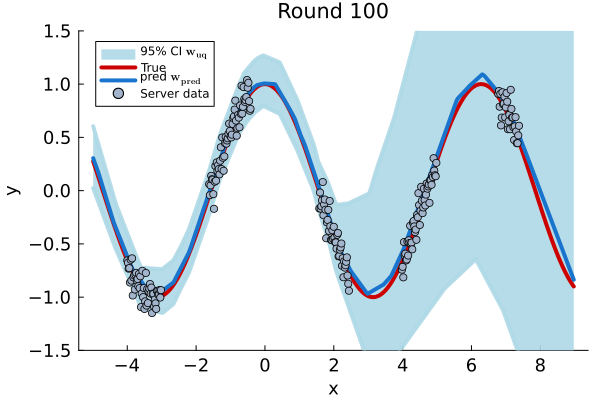 Round 100
95% CI w_uq
True
pred w_pred
Server data
1.5
1.0
0.5
0.0
−0.5
−1.0
−1.5
y
−4 −2 0 2 4 6 8
x